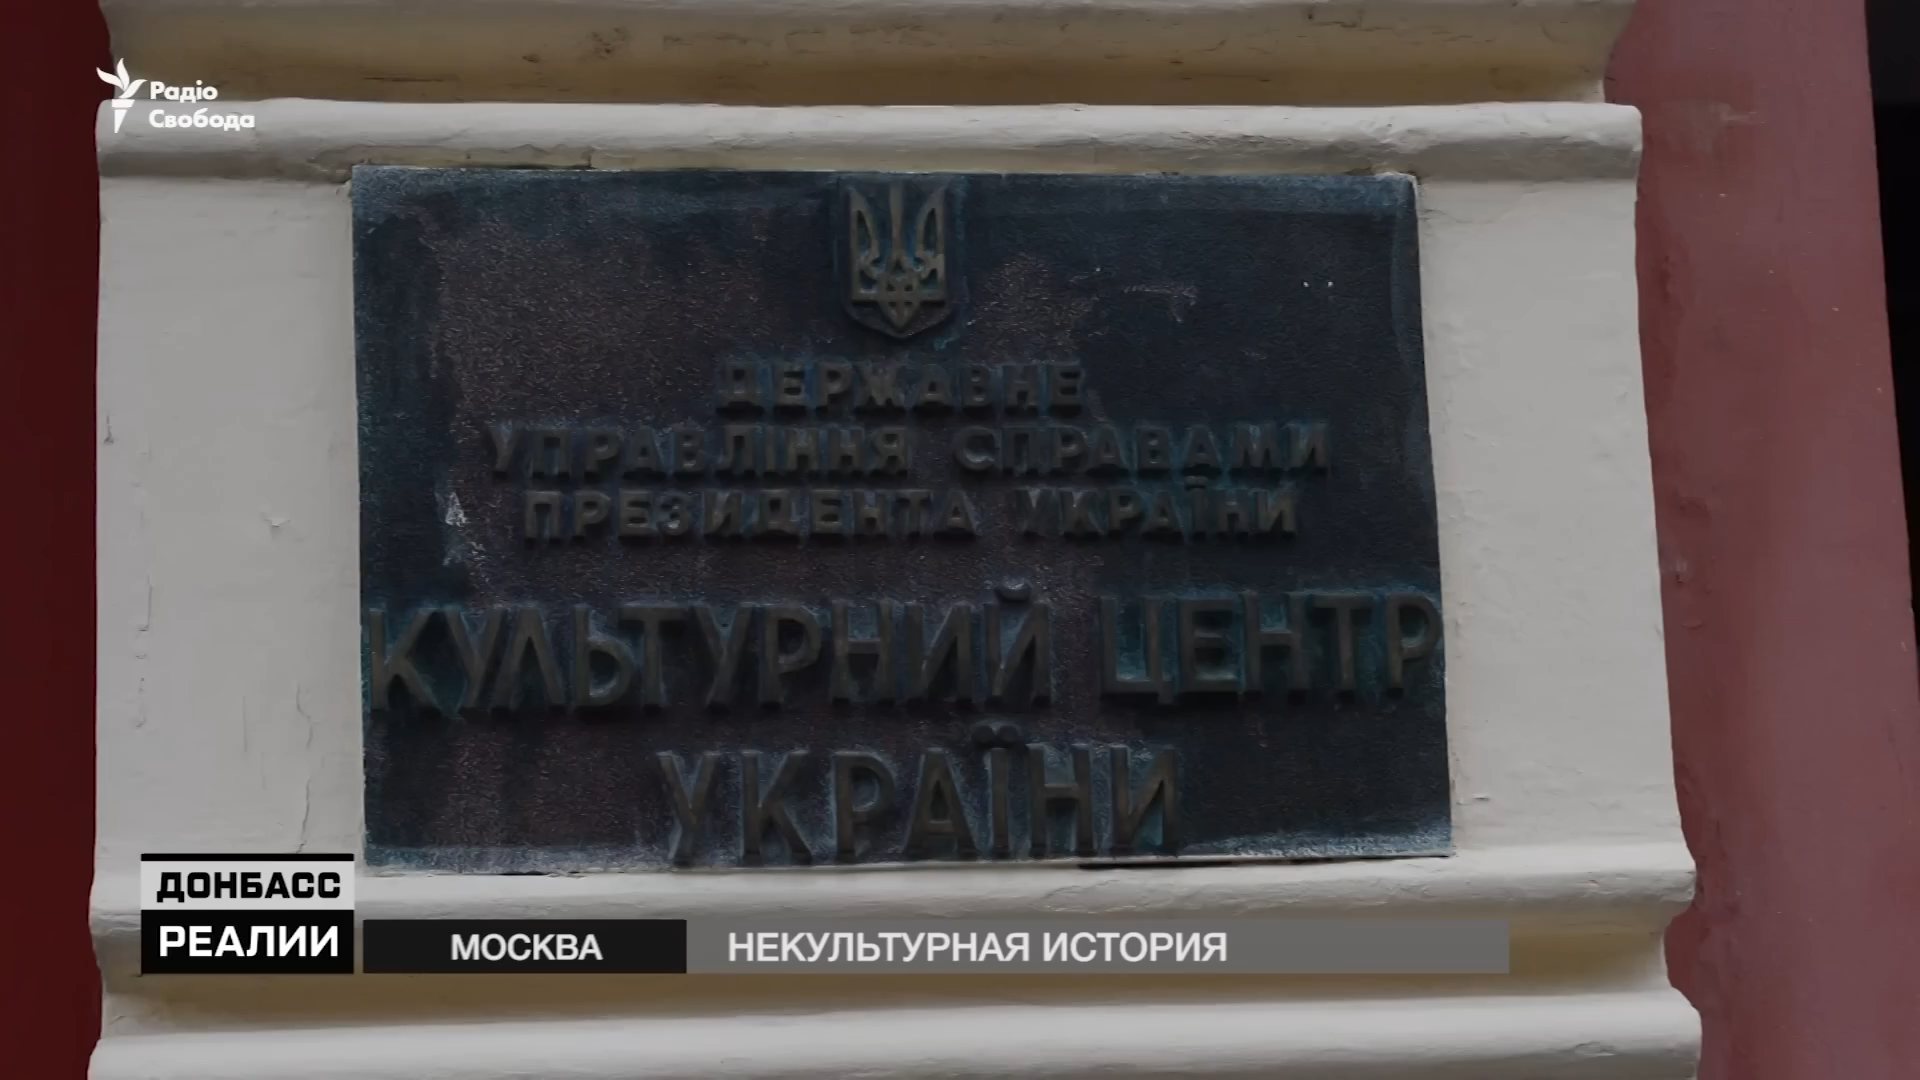 Радіо
Свобода
ДЕРЖАВНЕ
УПРАВЛІННЯ СПРАВАМИ
ПРЕЗИДЕНТА УКРАЇНИ
КУЛЬТУРНИЙ ЦЕНТР
УКРАЇНИ
ДОНБАСС
РЕАЛИИ
МОСКВА
НЕКУЛЬТУРНАЯ ИСТОРИЯ